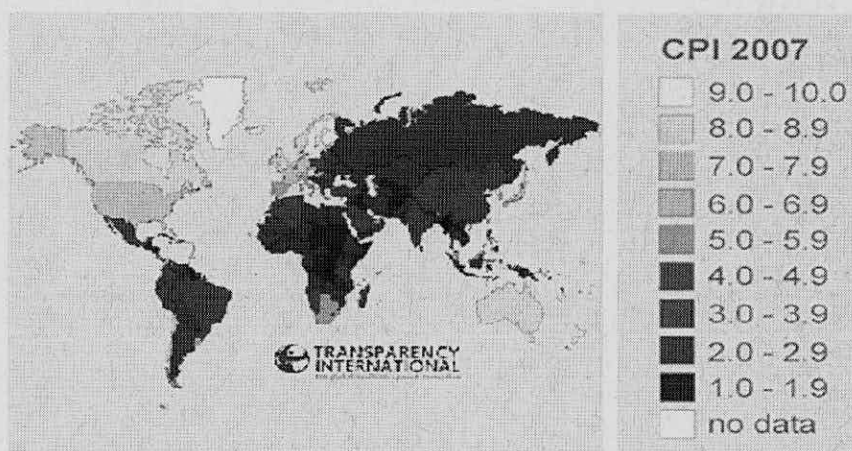 CPI 2007
9.0 - 10.0
8.0 - 8.9
7.0 - 7.9
6.0 - 6.9
5.0 - 5.9
4.0 - 4.9
3.0 - 3.9
2.0 - 2.9
1.0 - 1.9
no data
TRANSPARENCY
INTERNATIONAL